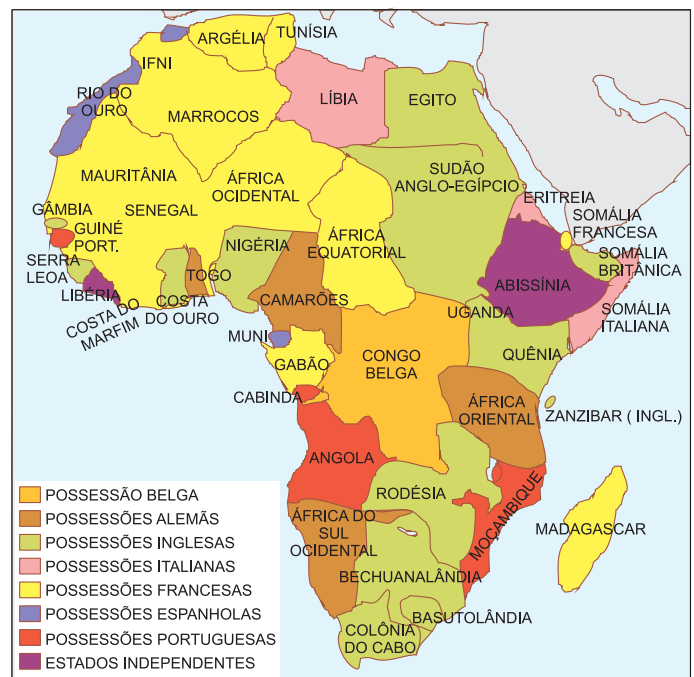 TUNÍSIA
ARGÉLIA
IFNI
RIO DO
OURO
LÍBIA
EGITO
MARROCOS
MAURITÂNIA
ÁFRICA
OCIDENTAL
SUDÃO
ANGLO-EGÍPCIO
ERITREIA
SOMÁLIA
FRANCESA
GÂMBIA
SENEGAL
GUINÉ
PORT.
NIGÉRIA
ÁFRICA
EQUATORIAL
SOMÁLIA
BRITÂNICA
SERRA
LEOA
LIBÉRIA
COSTA DO
MARFIM
COSTA
DO OURO
TOGO
CAMARÕES
ABISSÍNIA
UGANDA
SOMÁLIA
ITALIANA
MUNI
GABÃO
CONGO
BELGA
QUÊNIA
CABINDA
ÁFRICA
ORIENTAL
ZANZIBAR ( INGL.)
ANGOLA
RODÉSIA
MOÇAMBIQUE
MADAGASCAR
ÁFRICA DO
SUL
OCIDENTAL
BECHUANALÂNDIA
BASUTOLÂNDIA
COLÔNIA
DO CABO
POSSESSÃO BELGA
POSSESSÕES ALEMÃS
POSSESSÕES INGLESAS
POSSESSÕES ITALIANAS
POSSESSÕES FRANCESAS
POSSESSÕES ESPANHOLAS
POSSESSÕES PORTUGUESAS
ESTADOS INDEPENDENTES